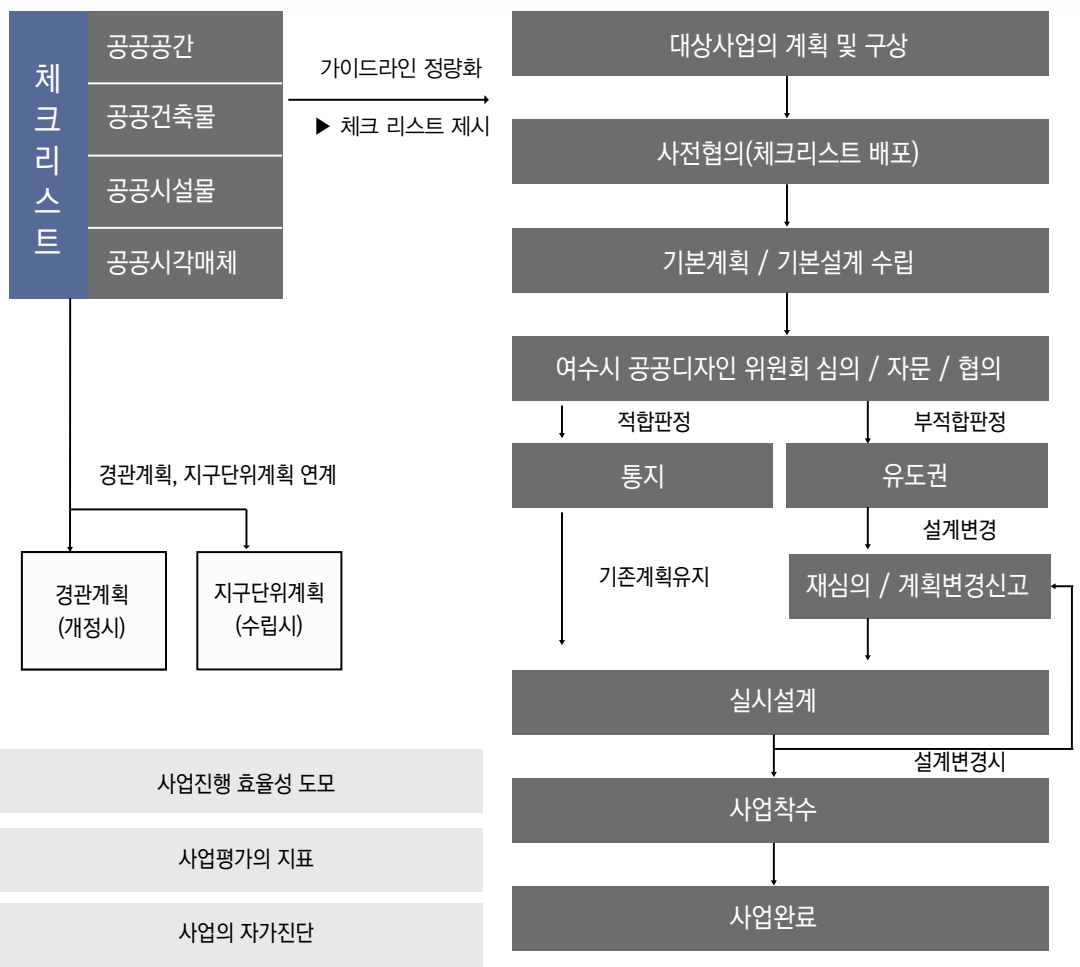 체크리스트
공공공간
공공건축물
공공시설물
공공시각매체
가이드라인 정량화
▶ 체크 리스트 제시
경관계획, 지구단위계획 연계
경관계획
(개정시)
지구단위계획
(수립시)
사업진행 효율성 도모
사업평가의 지표
사업의 자가진단
대상사업의 계획 및 구상
사전협의(체크리스트 배포)
기본계획 / 기본설계 수립
여수시 공공디자인 위원회 심의 / 자문 / 협의
적합판정
부적합판정
통지
유도권
설계변경
기존계획유지
재심의 / 계획변경신고
실시설계
설계변경시
사업착수
사업완료